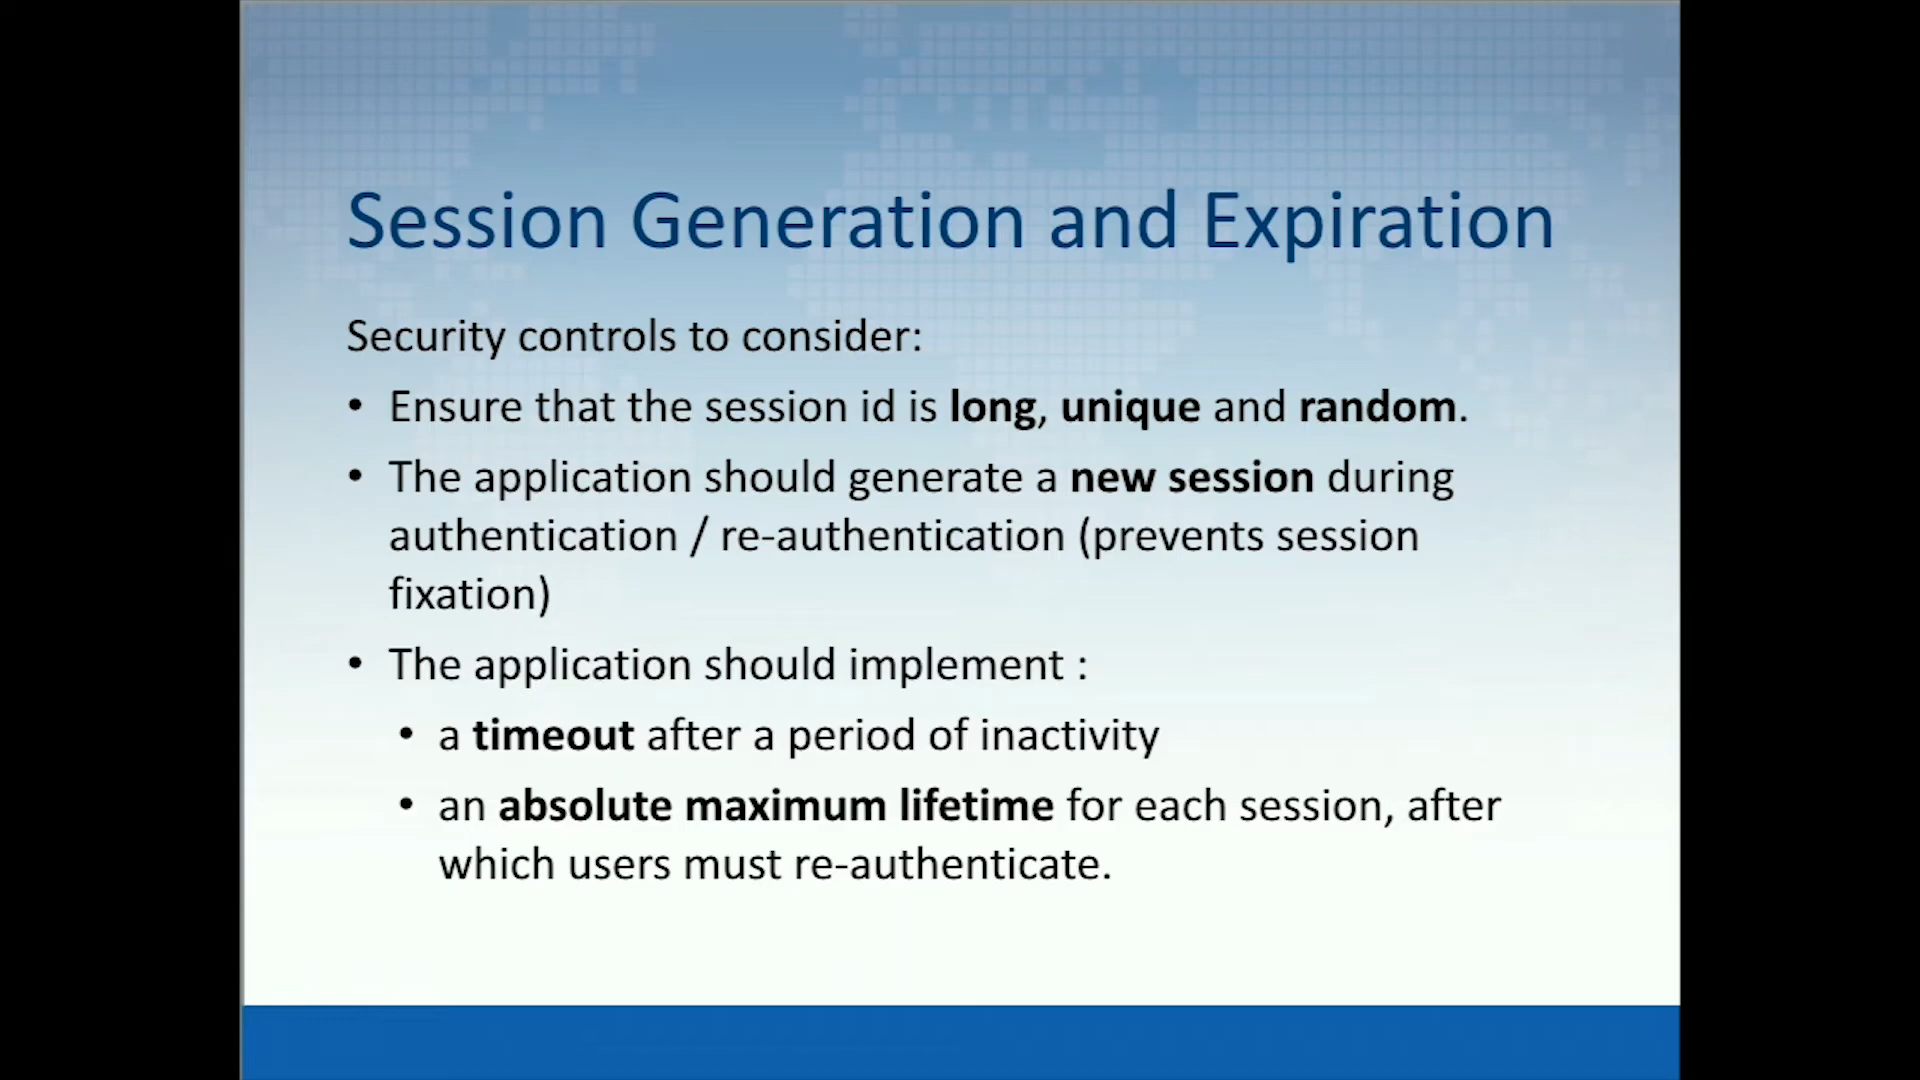 Session Generation and Expiration
Security controls to consider:
• Ensure that the session id is long, unique and random.
• The application should generate a new session during
authentication / re-authentication (prevents session
fixation)
• The application should implement :
• a timeout after a period of inactivity
• an absolute maximum lifetime for each session, after
which users must re-authenticate.